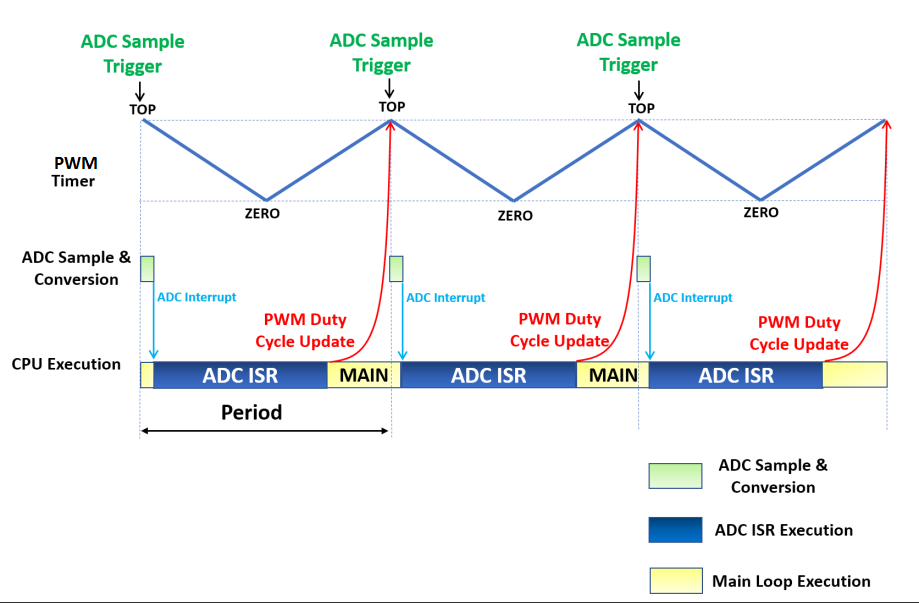 ADC Sample
Trigger
ADC Sample
Trigger
ADC Sample
Trigger
TOP
TOP
TOP
PWM
Timer
ZERO
ZERO
ZERO
ADC Sample &
Conversion
ADC Interrupt
ADC Interrupt
ADC Interrupt
PWM Duty
Cycle Update
PWM Duty
Cycle Update
PWM Duty
Cycle Update
CPU Execution
ADC ISR
MAIN
ADC ISR
MAIN
ADC ISR
Period
ADC Sample &
Conversion
ADC ISR Execution
Main Loop Execution